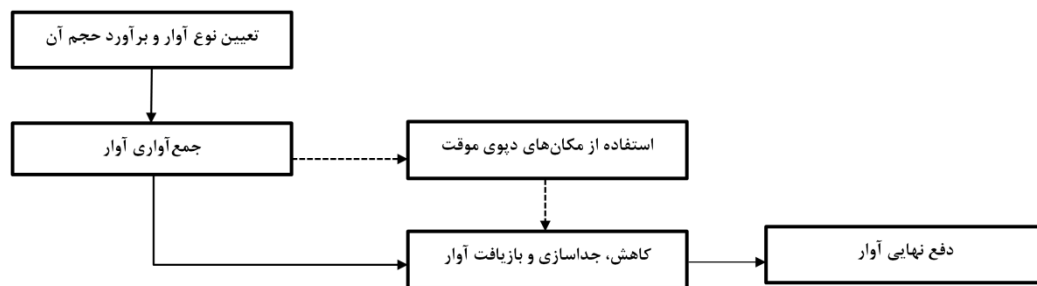 تعیین نوع آوار و برآورد حجم آن
جمع‌آواری آوار
استفاده از مکان‌های دپوی موقت
کاهش، جداسازی و بازیافت آوار
دفع نهایی آوار